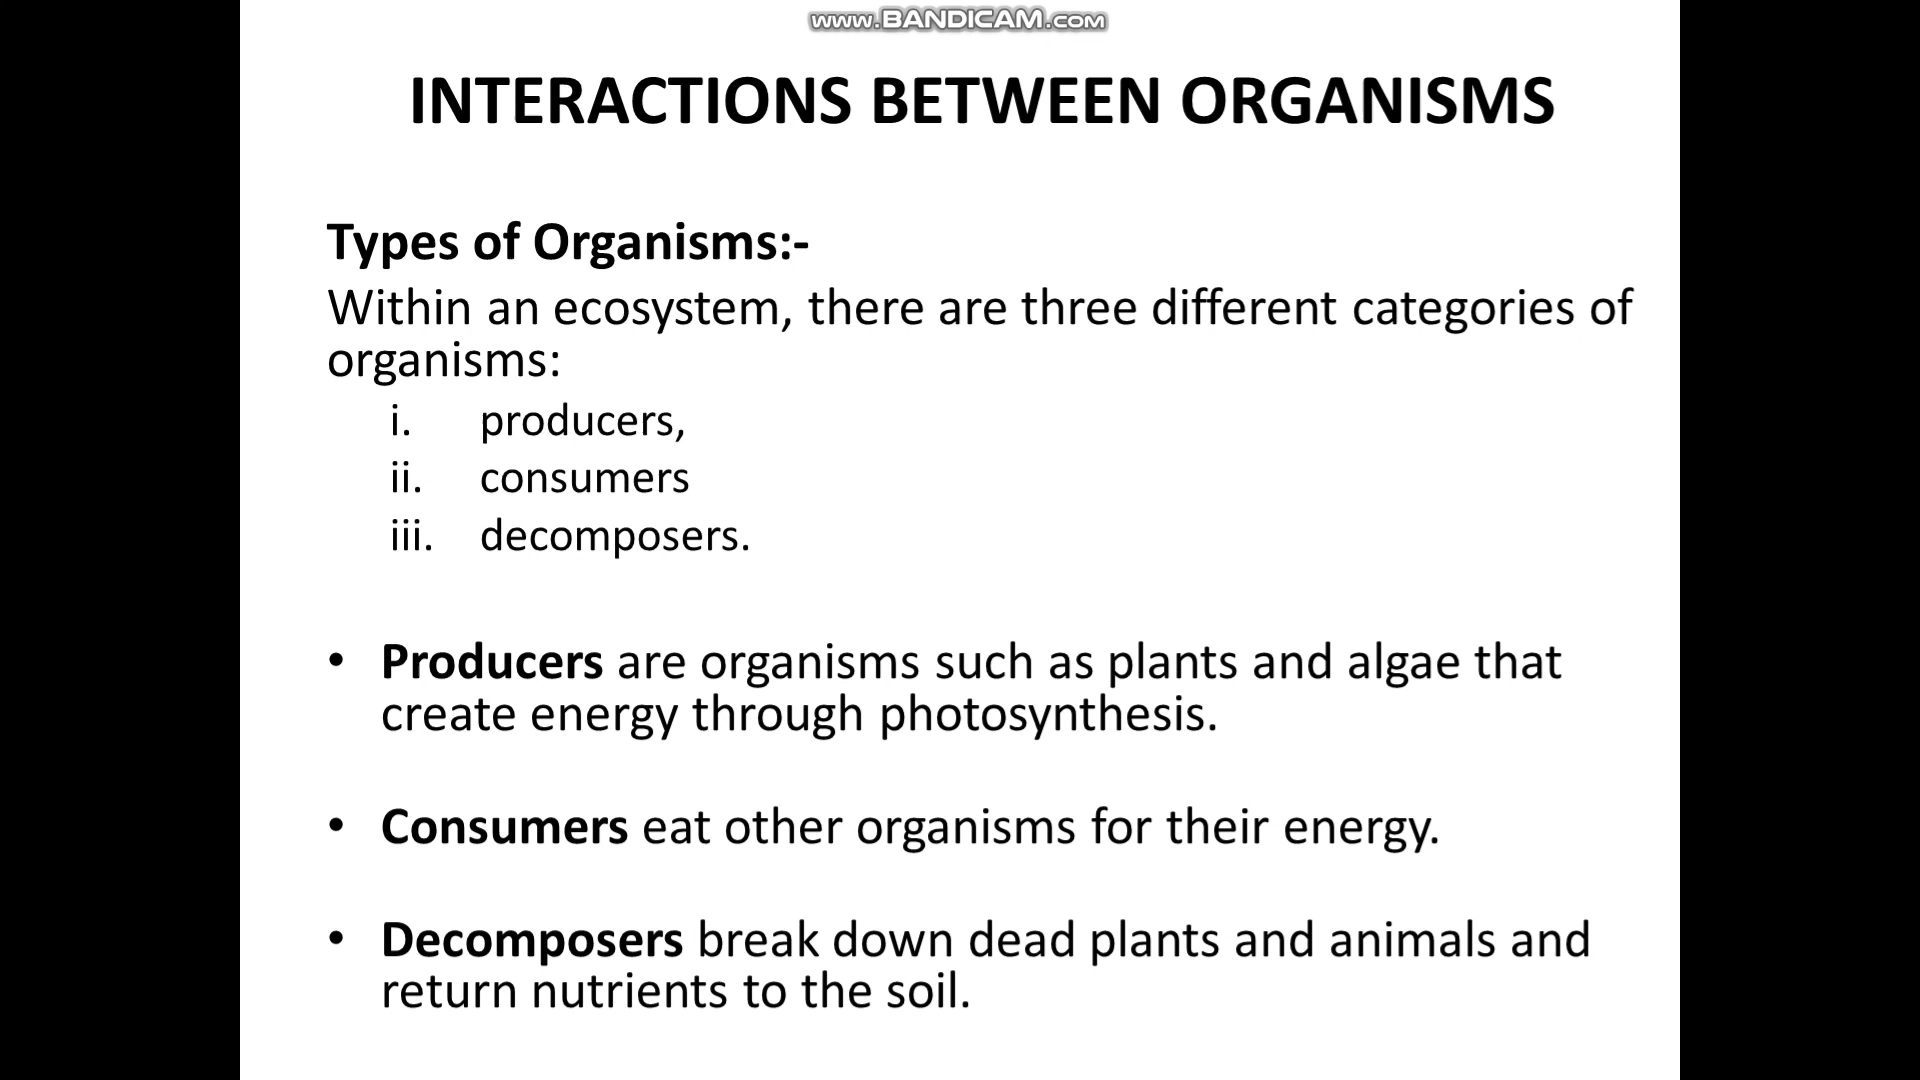 www.BANDICAM.com
INTERACTIONS BETWEEN ORGANISMS
Types of Organisms:-
Within an ecosystem, there are three different categories of
organisms:
i. producers,
ii. consumers
iii. decomposers.
• Producers are organisms such as plants and algae that
create energy through photosynthesis.
• Consumers eat other organisms for their energy.
• Decomposers break down dead plants and animals and
return nutrients to the soil.